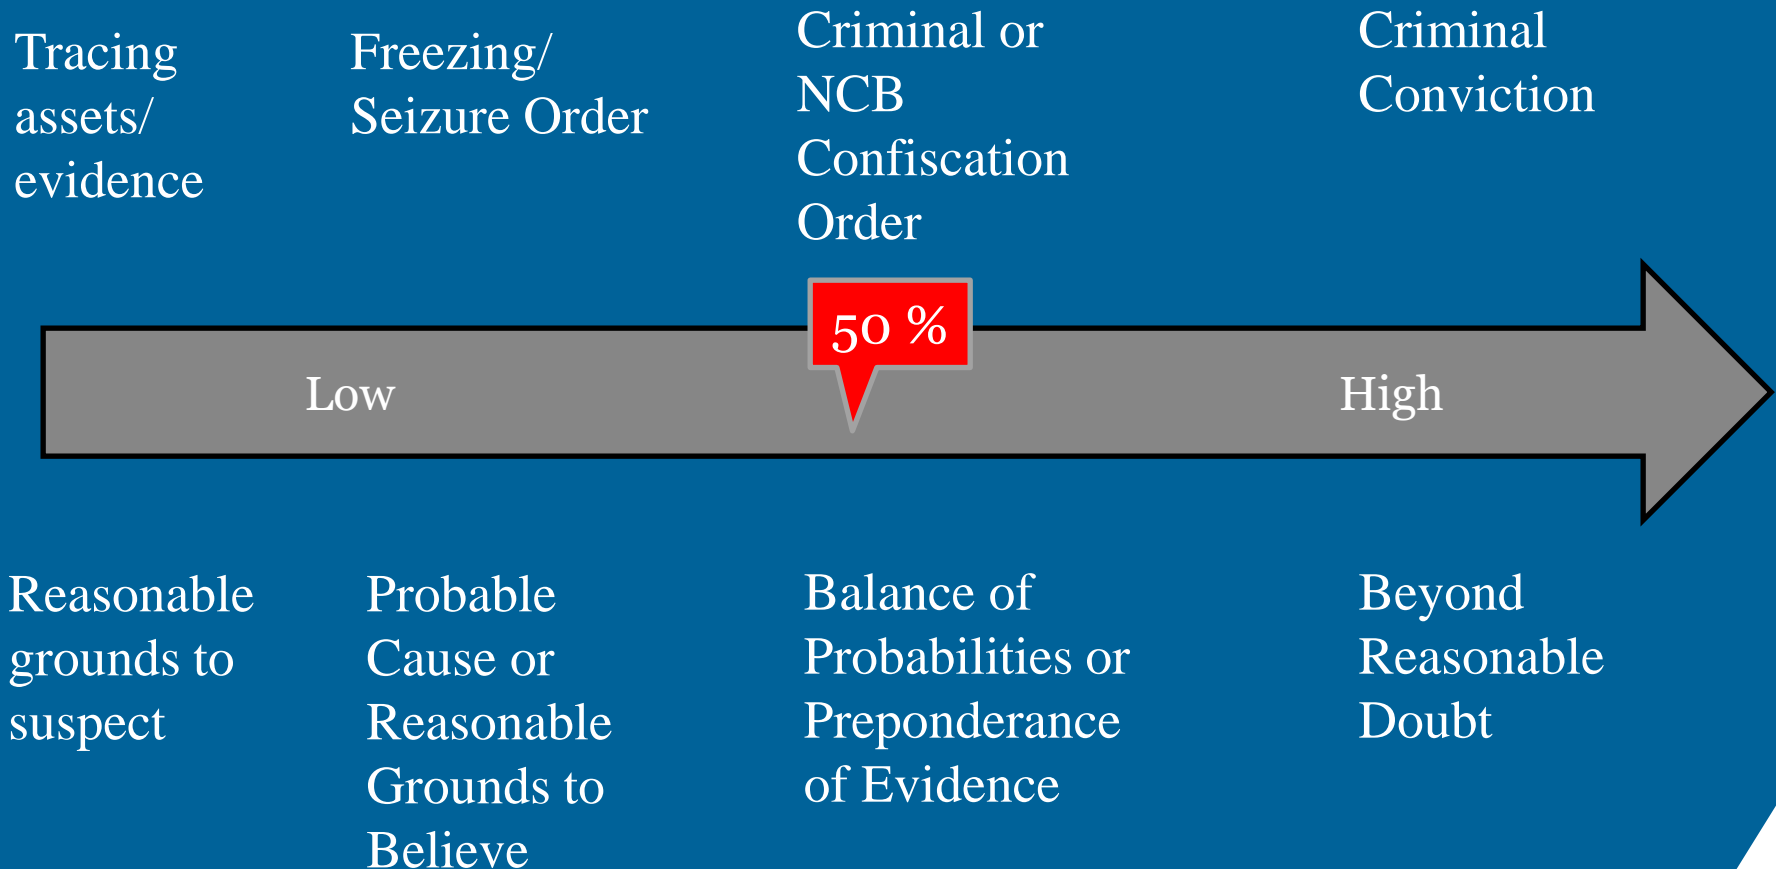 Tracing
assets/
evidence
Freezing/
Seizure Order
Criminal or
NCB
Confiscation
Order
Criminal
Conviction
50 %
Low
High
Reasonable
grounds to
suspect
Probable
Cause or
Reasonable
Grounds to
Believe
Balance of
Probabilities or
Preponderance
of Evidence
Beyond
Reasonable
Doubt